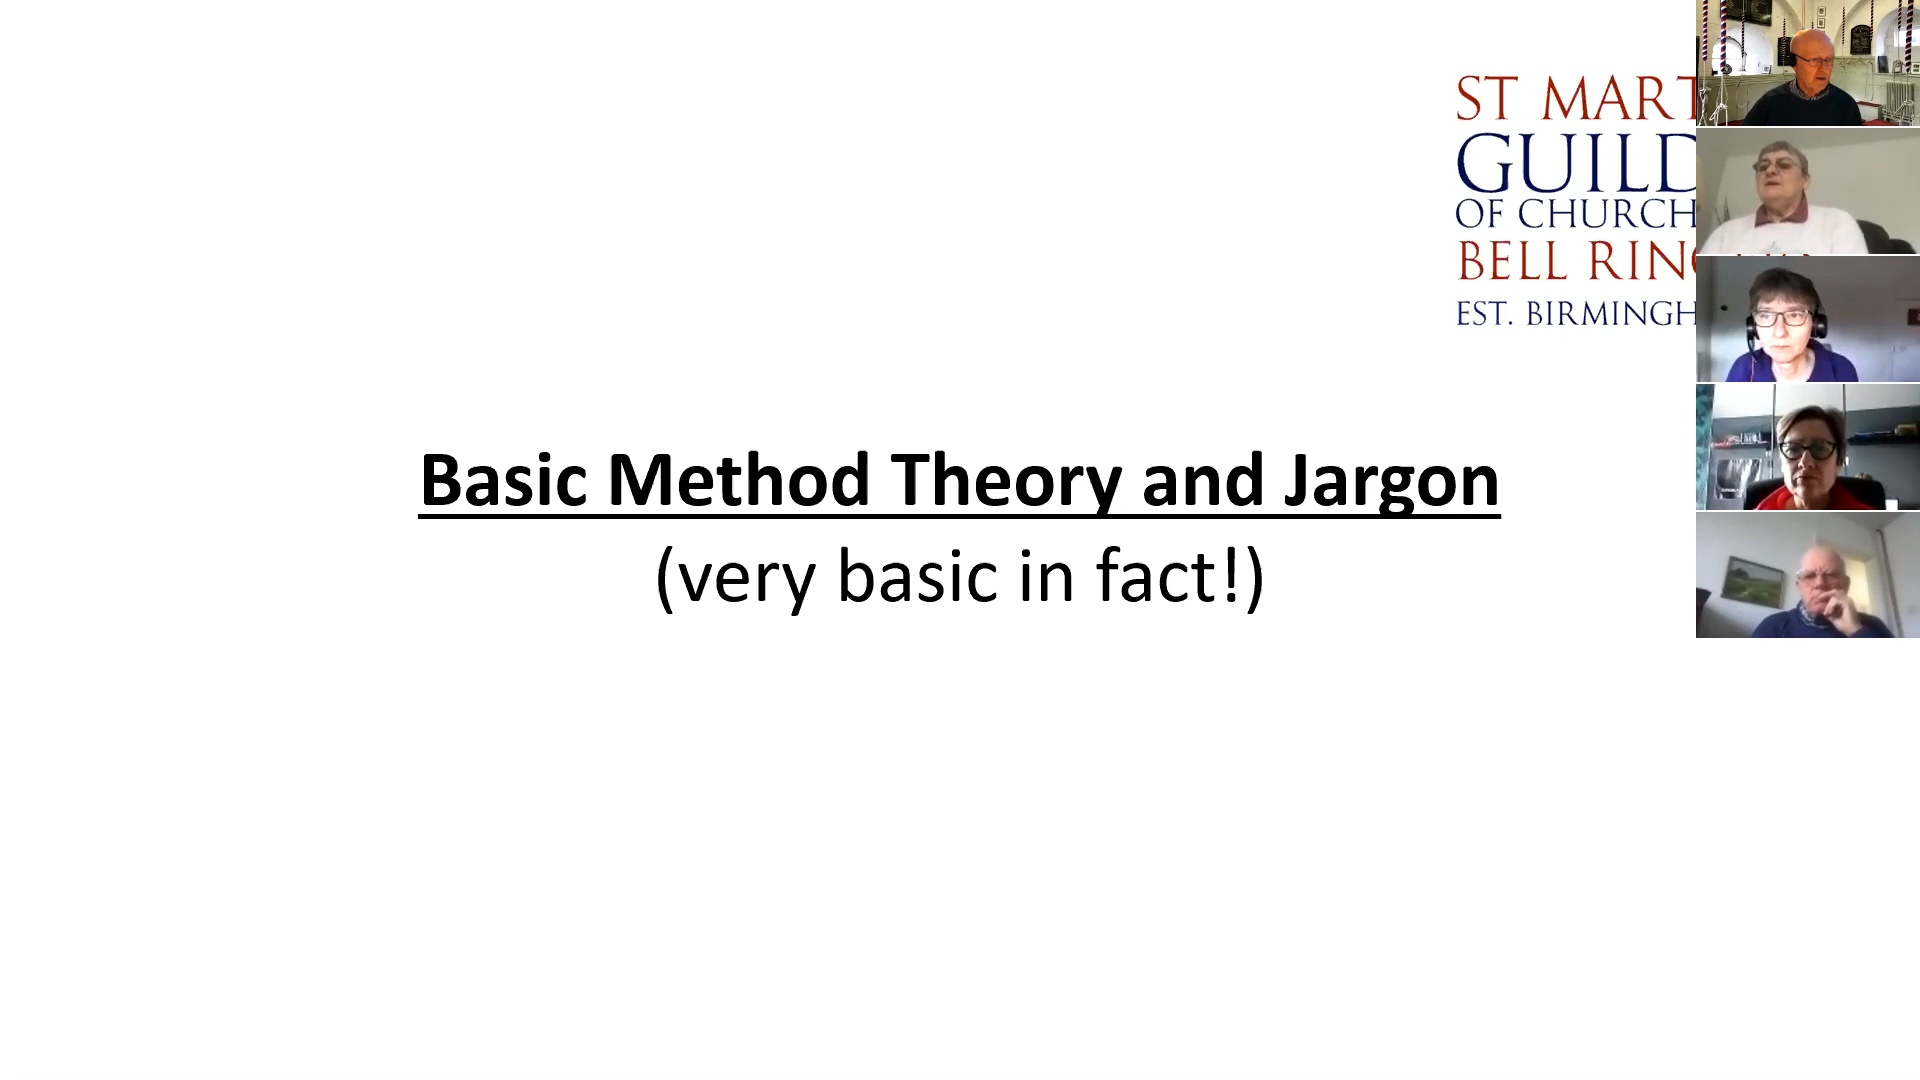 ST MART
GUILD
OF CHURCH
BELL RIN
EST. BIRMINGH
Basic Method Theory and Jargon
(very basic in fact!)